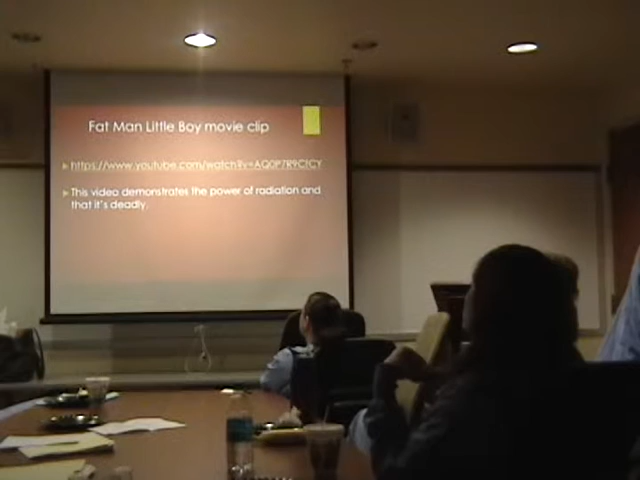 Fat Man Little Boy movie clip
https://www.youtube.com/watch?v=AQ0P7R9CfCY
This video demonstrates the power of radiation and
that it's deadly.